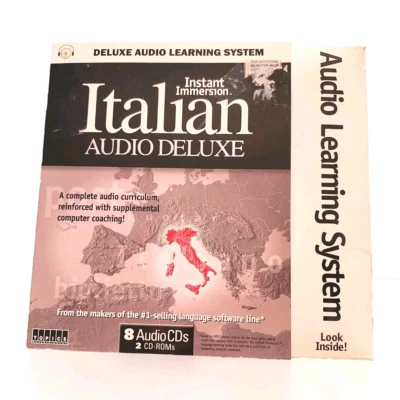 DELUXE AUDIO LEARNING SYSTEM
Instant
Immersion
Italian
AUDIO DELUXE
A complete audio curriculum,
reinforced with supplemental
computer coaching!
From the makers of the #1-selling language software line*
8 Audio CDs
2 CD-ROMs
TOPICS
Audio Learning System
Look
Inside!